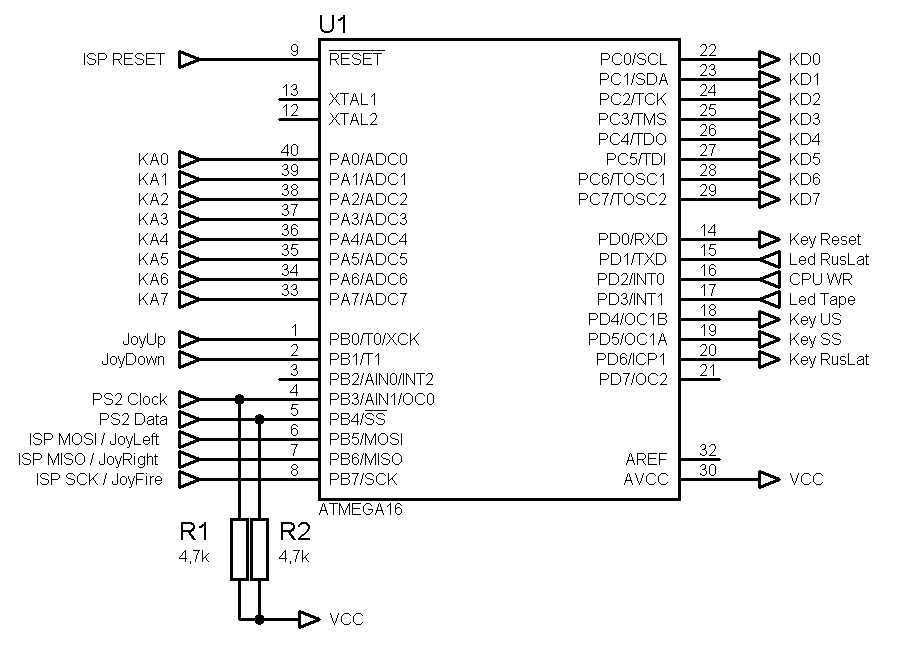 U1
ISP RESET 9 RESET PC0/SCL 22 KD0
PC1/SDA 23 KD1
13 XTAL1 PC2/TCK 24 KD2
12 XTAL2 PC3/TMS 25 KD3
PC4/TDO 26 KD4
KA0 40 PA0/ADC0 PC5/TDI 27 KD5
KA1 39 PA1/ADC1 PC6/TOSC1 28 KD6
KA2 38 PA2/ADC2 PC7/TOSC2 29 KD7
KA3 37 PA3/ADC3
KA4 36 PA4/ADC4 PD0/RXD 14 Key Reset
KA5 35 PA5/ADC5 PD1/TXD 15 Led RusLat
KA6 34 PA6/ADC6 PD2/INT0 16 CPU WR
KA7 33 PA7/ADC7 PD3/INT1 17 Led Tape
PD4/OC1B 18 Key US
JoyUp 1 PB0/T0/XCK PD5/OC1A 19 Key SS
JoyDown 2 PB1/T1 PD6/ICP1 20 Key RusLat
3 PB2/AIN0/INT2 PD7/OC2 21
PS2 Clock 4 PB3/AIN1/OC0
PS2 Data 5 PB4/SS
ISP MOSI / JoyLeft 6 PB5/MOSI
ISP MISO / JoyRight 7 PB6/MISO AREF 32
ISP SCK / JoyFire 8 PB7/SCK AVCC 30 VCC
ATMEGA16
R1 R2
4,7k 4,7k
VCC